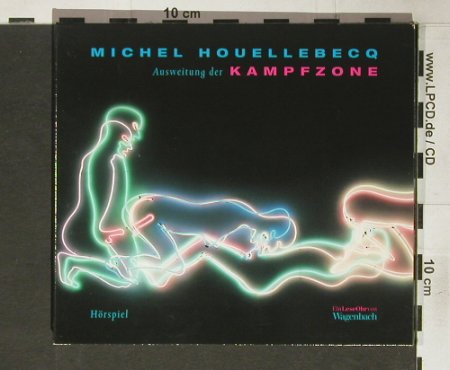 10 cm
MICHEL HOUELLEBECQ
Ausweitung der KAMPFZONE
Hörspiel
Ein LeseOhr von
Wagenbach
www.LPCD.de / CD
10 cm